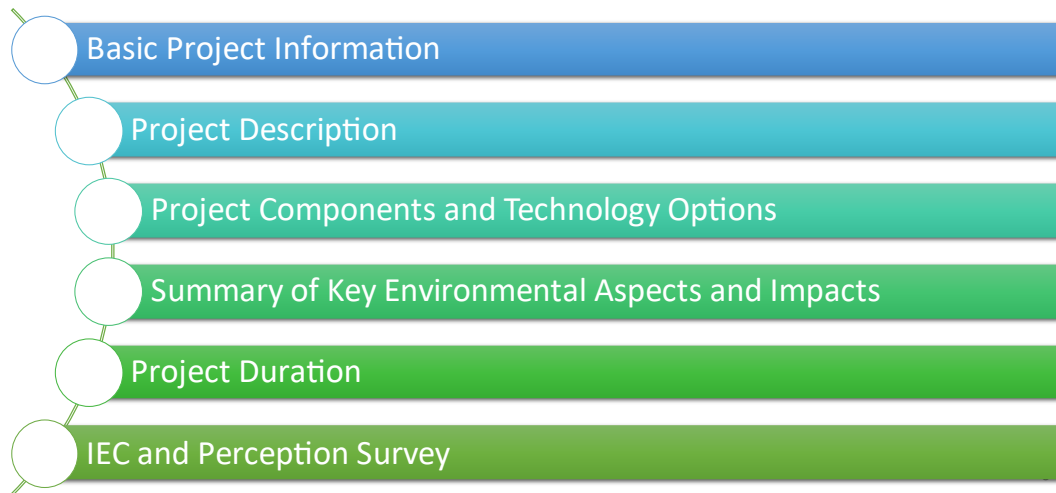 Basic Project Information
Project Description
Project Components and Technology Options
Summary of Key Environmental Aspects and Impacts
Project Duration
IEC and Perception Survey